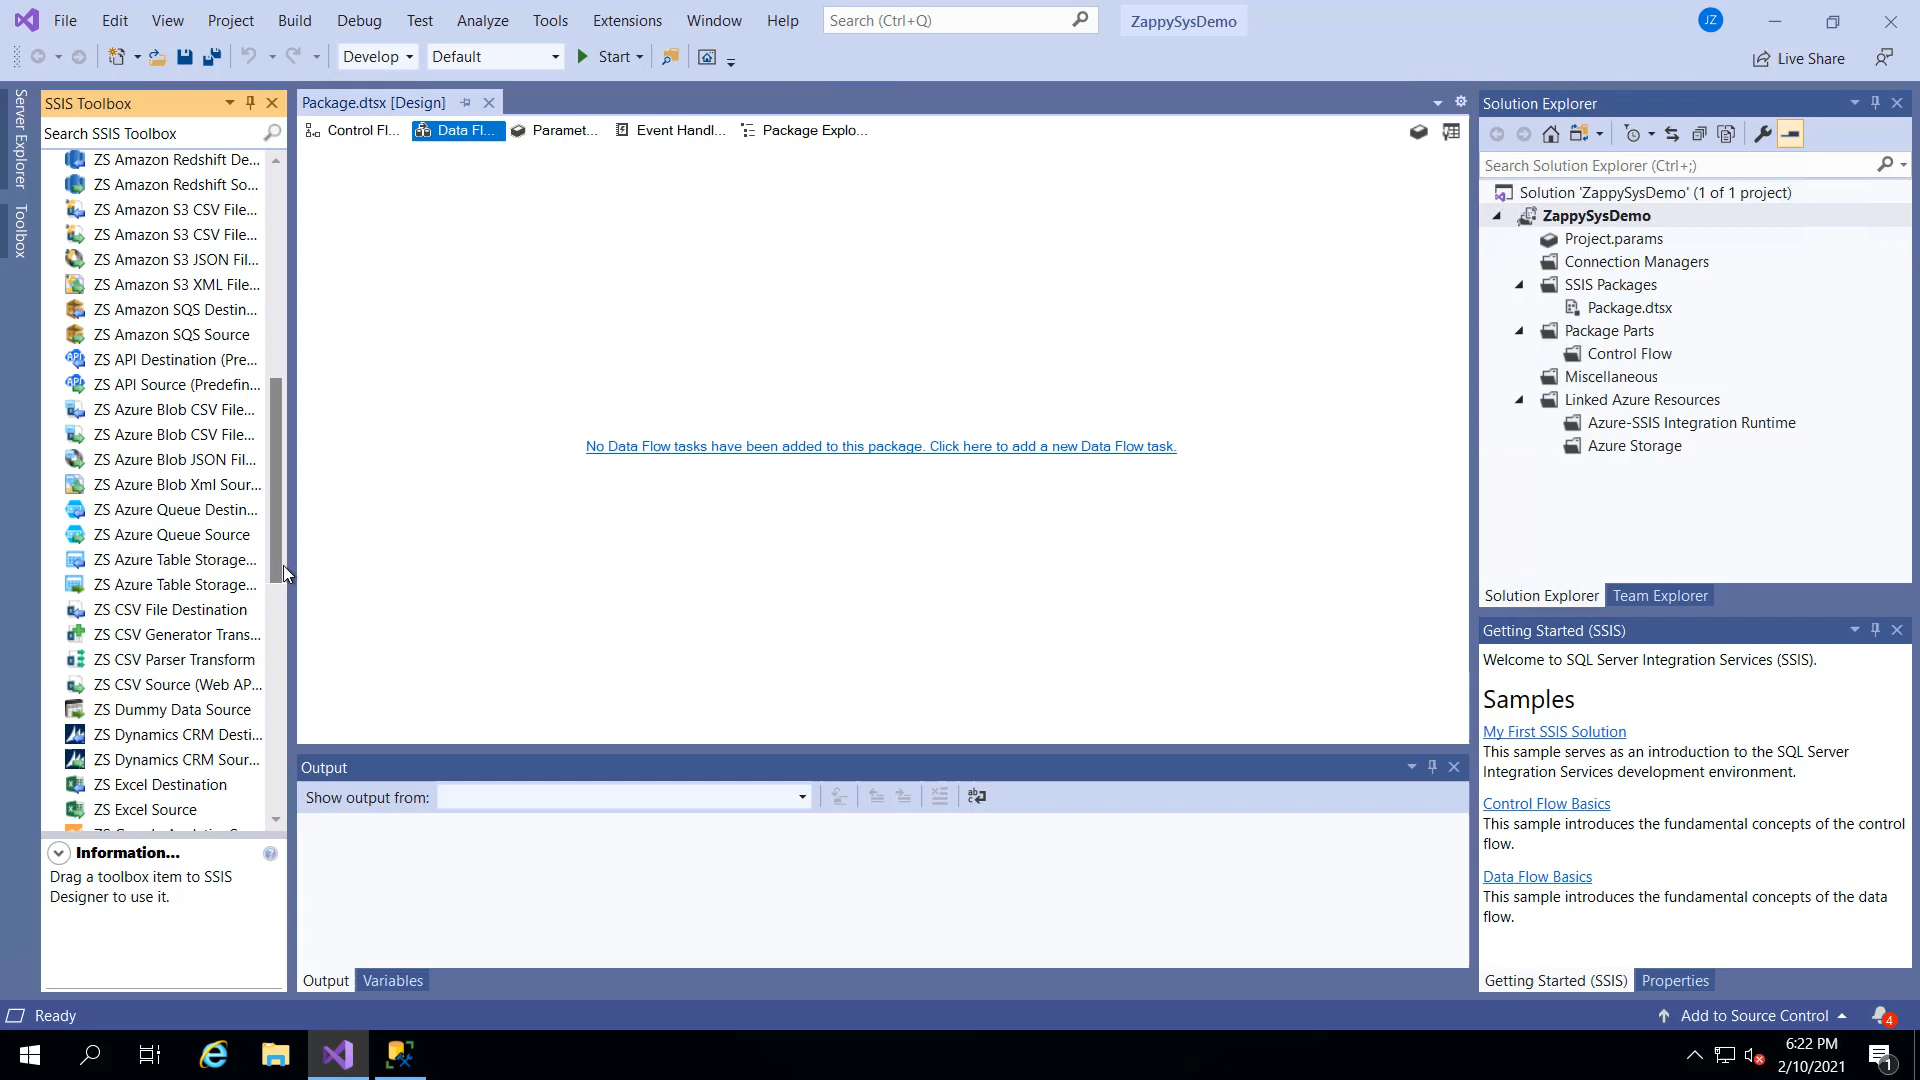 File Edit View Project Build Debug Test Analyze Tools Extensions Window Help Search (Ctrl+Q) ZappySysDemo JZ
Develop Default Start Live Share
Server Explorer
Toolbox
SSIS Toolbox
Search SSIS Toolbox
ZS Amazon Redshift De...
ZS Amazon Redshift So...
ZS Amazon S3 CSV File...
ZS Amazon S3 CSV File...
ZS Amazon S3 JSON Fil...
ZS Amazon S3 XML File...
ZS Amazon SQS Destin...
ZS Amazon SQS Source
ZS API Destination (Pre...
ZS API Source (Predefin...
ZS Azure Blob CSV File...
ZS Azure Blob CSV File...
ZS Azure Blob JSON Fil...
ZS Azure Blob Xml Sour...
ZS Azure Queue Destin...
ZS Azure Queue Source
ZS Azure Table Storage...
ZS Azure Table Storage...
ZS CSV File Destination
ZS CSV Generator Trans...
ZS CSV Parser Transform
ZS CSV Source (Web AP...
ZS Dummy Data Source
ZS Dynamics CRM Desti...
ZS Dynamics CRM Sour...
ZS Excel Destination
ZS Excel Source
Information...
Drag a toolbox item to SSIS
Designer to use it.
Package.dtsx [Design]
Control Fl... Data Fl... Paramet... Event Handl... Package Explo...
No Data Flow tasks have been added to this package. Click here to add a new Data Flow task.
Output
Show output from:
Output Variables
Solution Explorer
Search Solution Explorer (Ctrl+;)
Solution 'ZappySysDemo' (1 of 1 project)
ZappySysDemo
Project.params
Connection Managers
SSIS Packages
Package.dtsx
Package Parts
Control Flow
Miscellaneous
Linked Azure Resources
Azure-SSIS Integration Runtime
Azure Storage
Solution Explorer Team Explorer
Getting Started (SSIS)
Welcome to SQL Server Integration Services (SSIS).
Samples
My First SSIS Solution
This sample serves as an introduction to the SQL Server
Integration Services development environment.
Control Flow Basics
This sample introduces the fundamental concepts of the control
flow.
Data Flow Basics
This sample introduces the fundamental concepts of the data
flow.
Getting Started (SSIS) Properties
Ready Add to Source Control 4
6:22 PM
2/10/2021
1